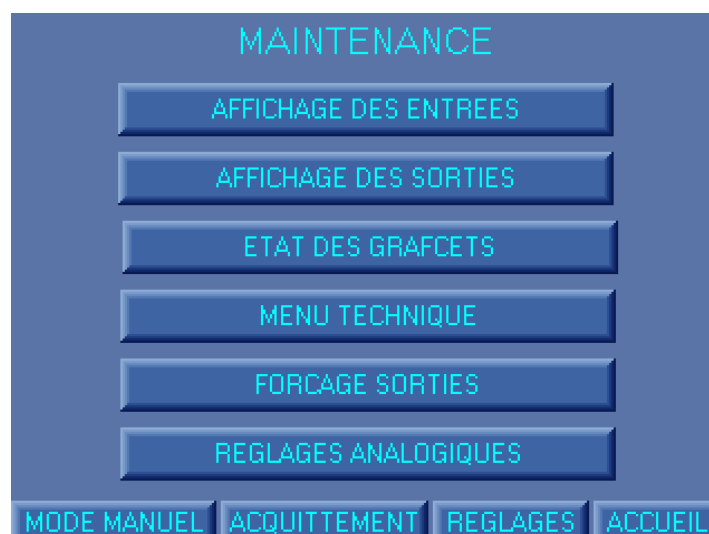 MAINTENANCE
AFFICHAGE DES ENTREES
AFFICHAGE DES SORTIES
ETAT DES GRAFCETS
MENU TECHNIQUE
FORCAGE SORTIES
REGLAGES ANALOGIQUES
MODE MANUEL ACQUITTEMENT REGLAGES ACCUEIL